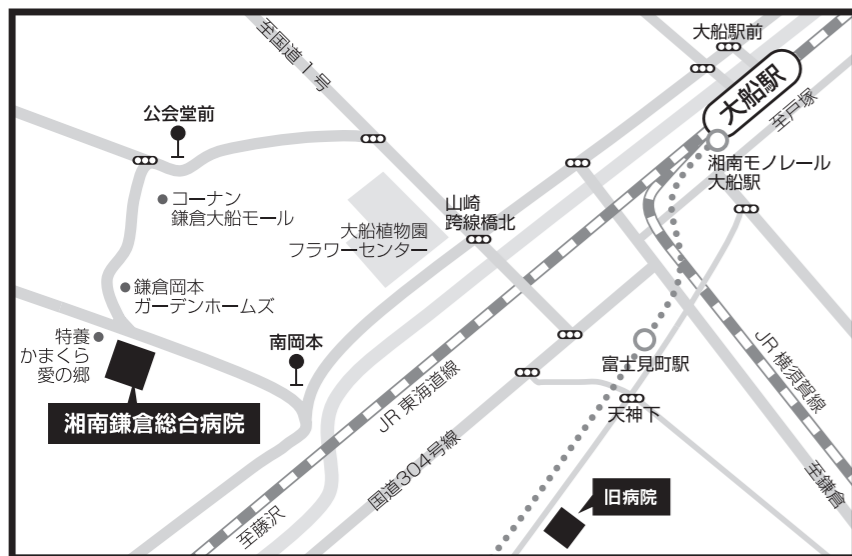 大船駅前
至国道1号
大船駅
至戸塚
公会堂前
湘南モノレール
大船駅
コーナン
鎌倉大船モール
山崎
跨線橋北
大船植物園
フラワーセンター
鎌倉岡本
ガーデンホームズ
特養
かまくら
愛の郷
南岡本
富士見町駅
JR横須賀線
JR東海道線
湘南鎌倉総合病院
天神下
国道304号線
至鎌倉
旧病院
至藤沢